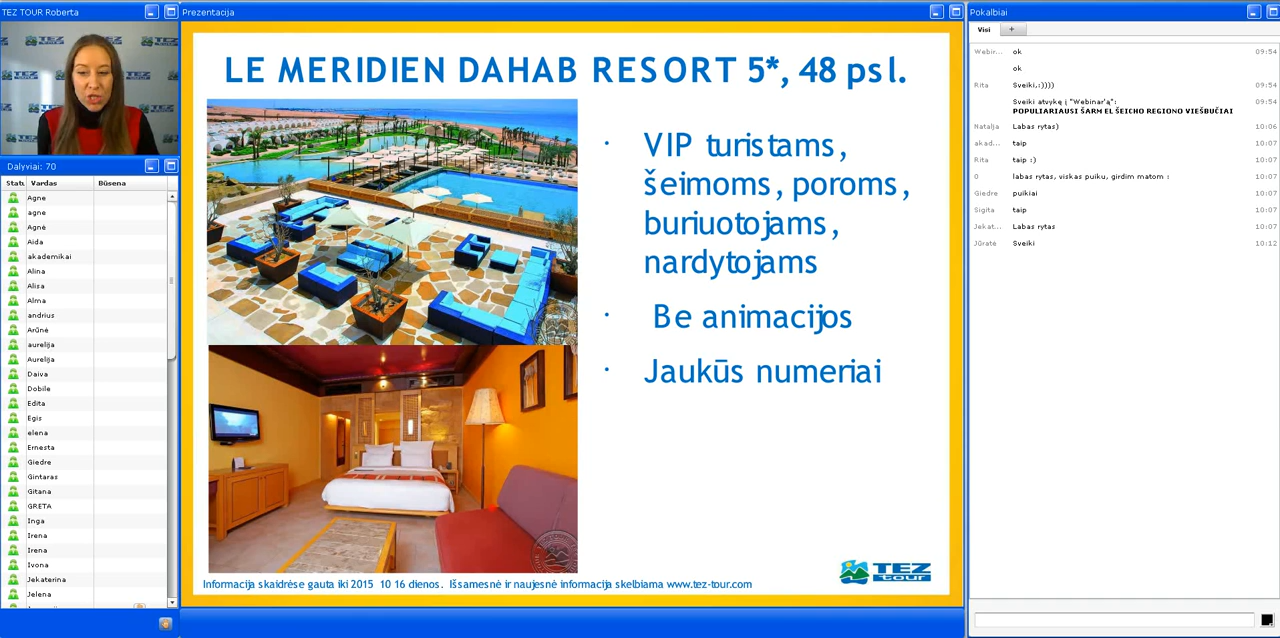 TEZ TOUR Roberta
Dalyviai: 70
Vardas
Būsena
Agne
agne
Agnė
Aida
akademikai
Alina
Alisa
Alma
andrius
Arūnė
aurelija
Aurelija
Daiva
Dobile
Edita
Egis
elena
Ernesta
Giedre
Gintaras
Gitana
GRETA
Inga
Irena
Irena
Ivona
Jekaterina
Jelena
Prezentacija
LE MERIDIEN DAHAB RESORT 5*, 48 psl.
· VIP turistams,
šeimoms, poroms,
buriuotojams,
nardytojams
· Be animacijos
· Jaukūs numeriai
TEZ
tour
Informacija skaidrėse gauta iki 2015 10 16 dienos. Išsamesnė ir naujesnė informacija skelbiama www.tez-tour.com
Pokalbiai
Visi +
Webir... ok 09:54
ok
Rita Sveiki,:)))) 09:54
Sveiki atvykę į "Webinar'ą": 09:54
POPULIARIAUSI ŠARM EL ŠEICHO REGIONO VIEŠBUČIAI
Natalja Labas rytas) 10:06
akad... taip 10:07
Rita taip :) 10:07
0 labas rytas, viskas puiku, girdim matom : 10:07
Giedre puikiai 10:07
Sigita taip 10:07
Jekat... Labas rytas 10:07
Jūratė Sveiki 10:12